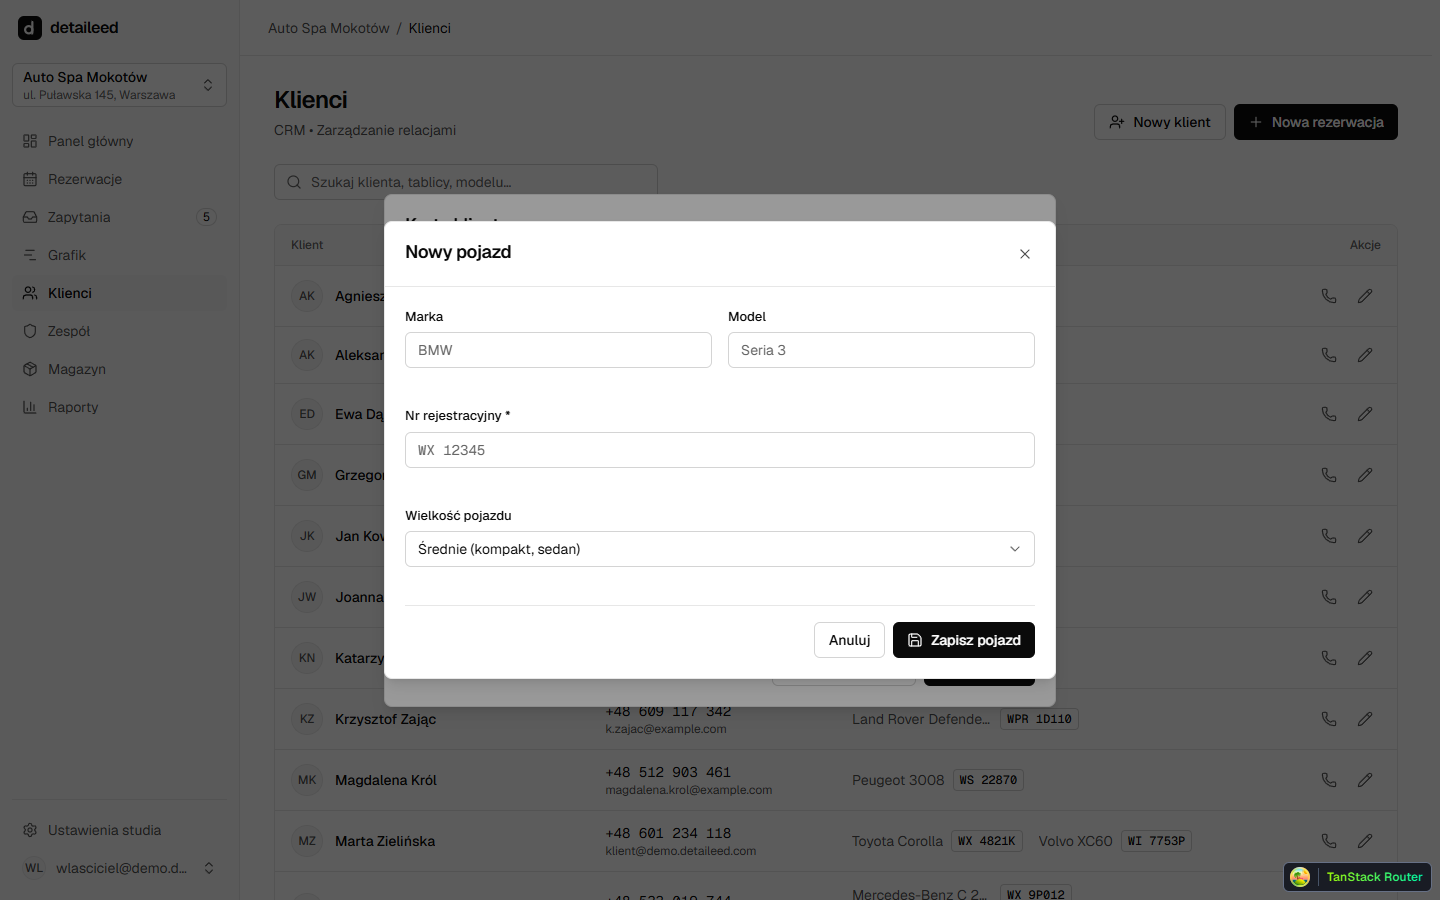 detaileed
Auto Spa Mokotów / Klienci
Auto Spa Mokotów
ul. Puławska 145, Warszawa
Panel główny
Rezerwacje
Zapytania 5
Grafik
Klienci
Zespół
Magazyn
Raporty
Ustawienia studia
WL wlasciciel@demo.d...
Klienci
CRM • Zarządzanie relacjami
Nowy klient
Nowa rezerwacja
Szukaj klienta, tablicy, modelu...
Klient Akcje
AK
AK
ED Ewa
GM
JK Jan
JW Joanna
KN
KZ Krzysztof Zając +48 609 117 342 Land Rover Defende... WPR 1D110
k.zajac@example.com
MK Magdalena Król +48 512 903 461 Peugeot 3008 WS 22870
magdalena.krol@example.com
MZ Marta Zielińska +48 601 234 118 Toyota Corolla WX 4821K Volvo XC60 WI 7753P
klient@demo.detaileed.com
Mercedes-Benz C 2... WX 9P012
Nowy pojazd
Marka Model
BMW Seria 3
Nr rejestracyjny *
WX 12345
Wielkość pojazdu
Średnie (kompakt, sedan)
Anuluj Zapisz pojazd
TanStack Router